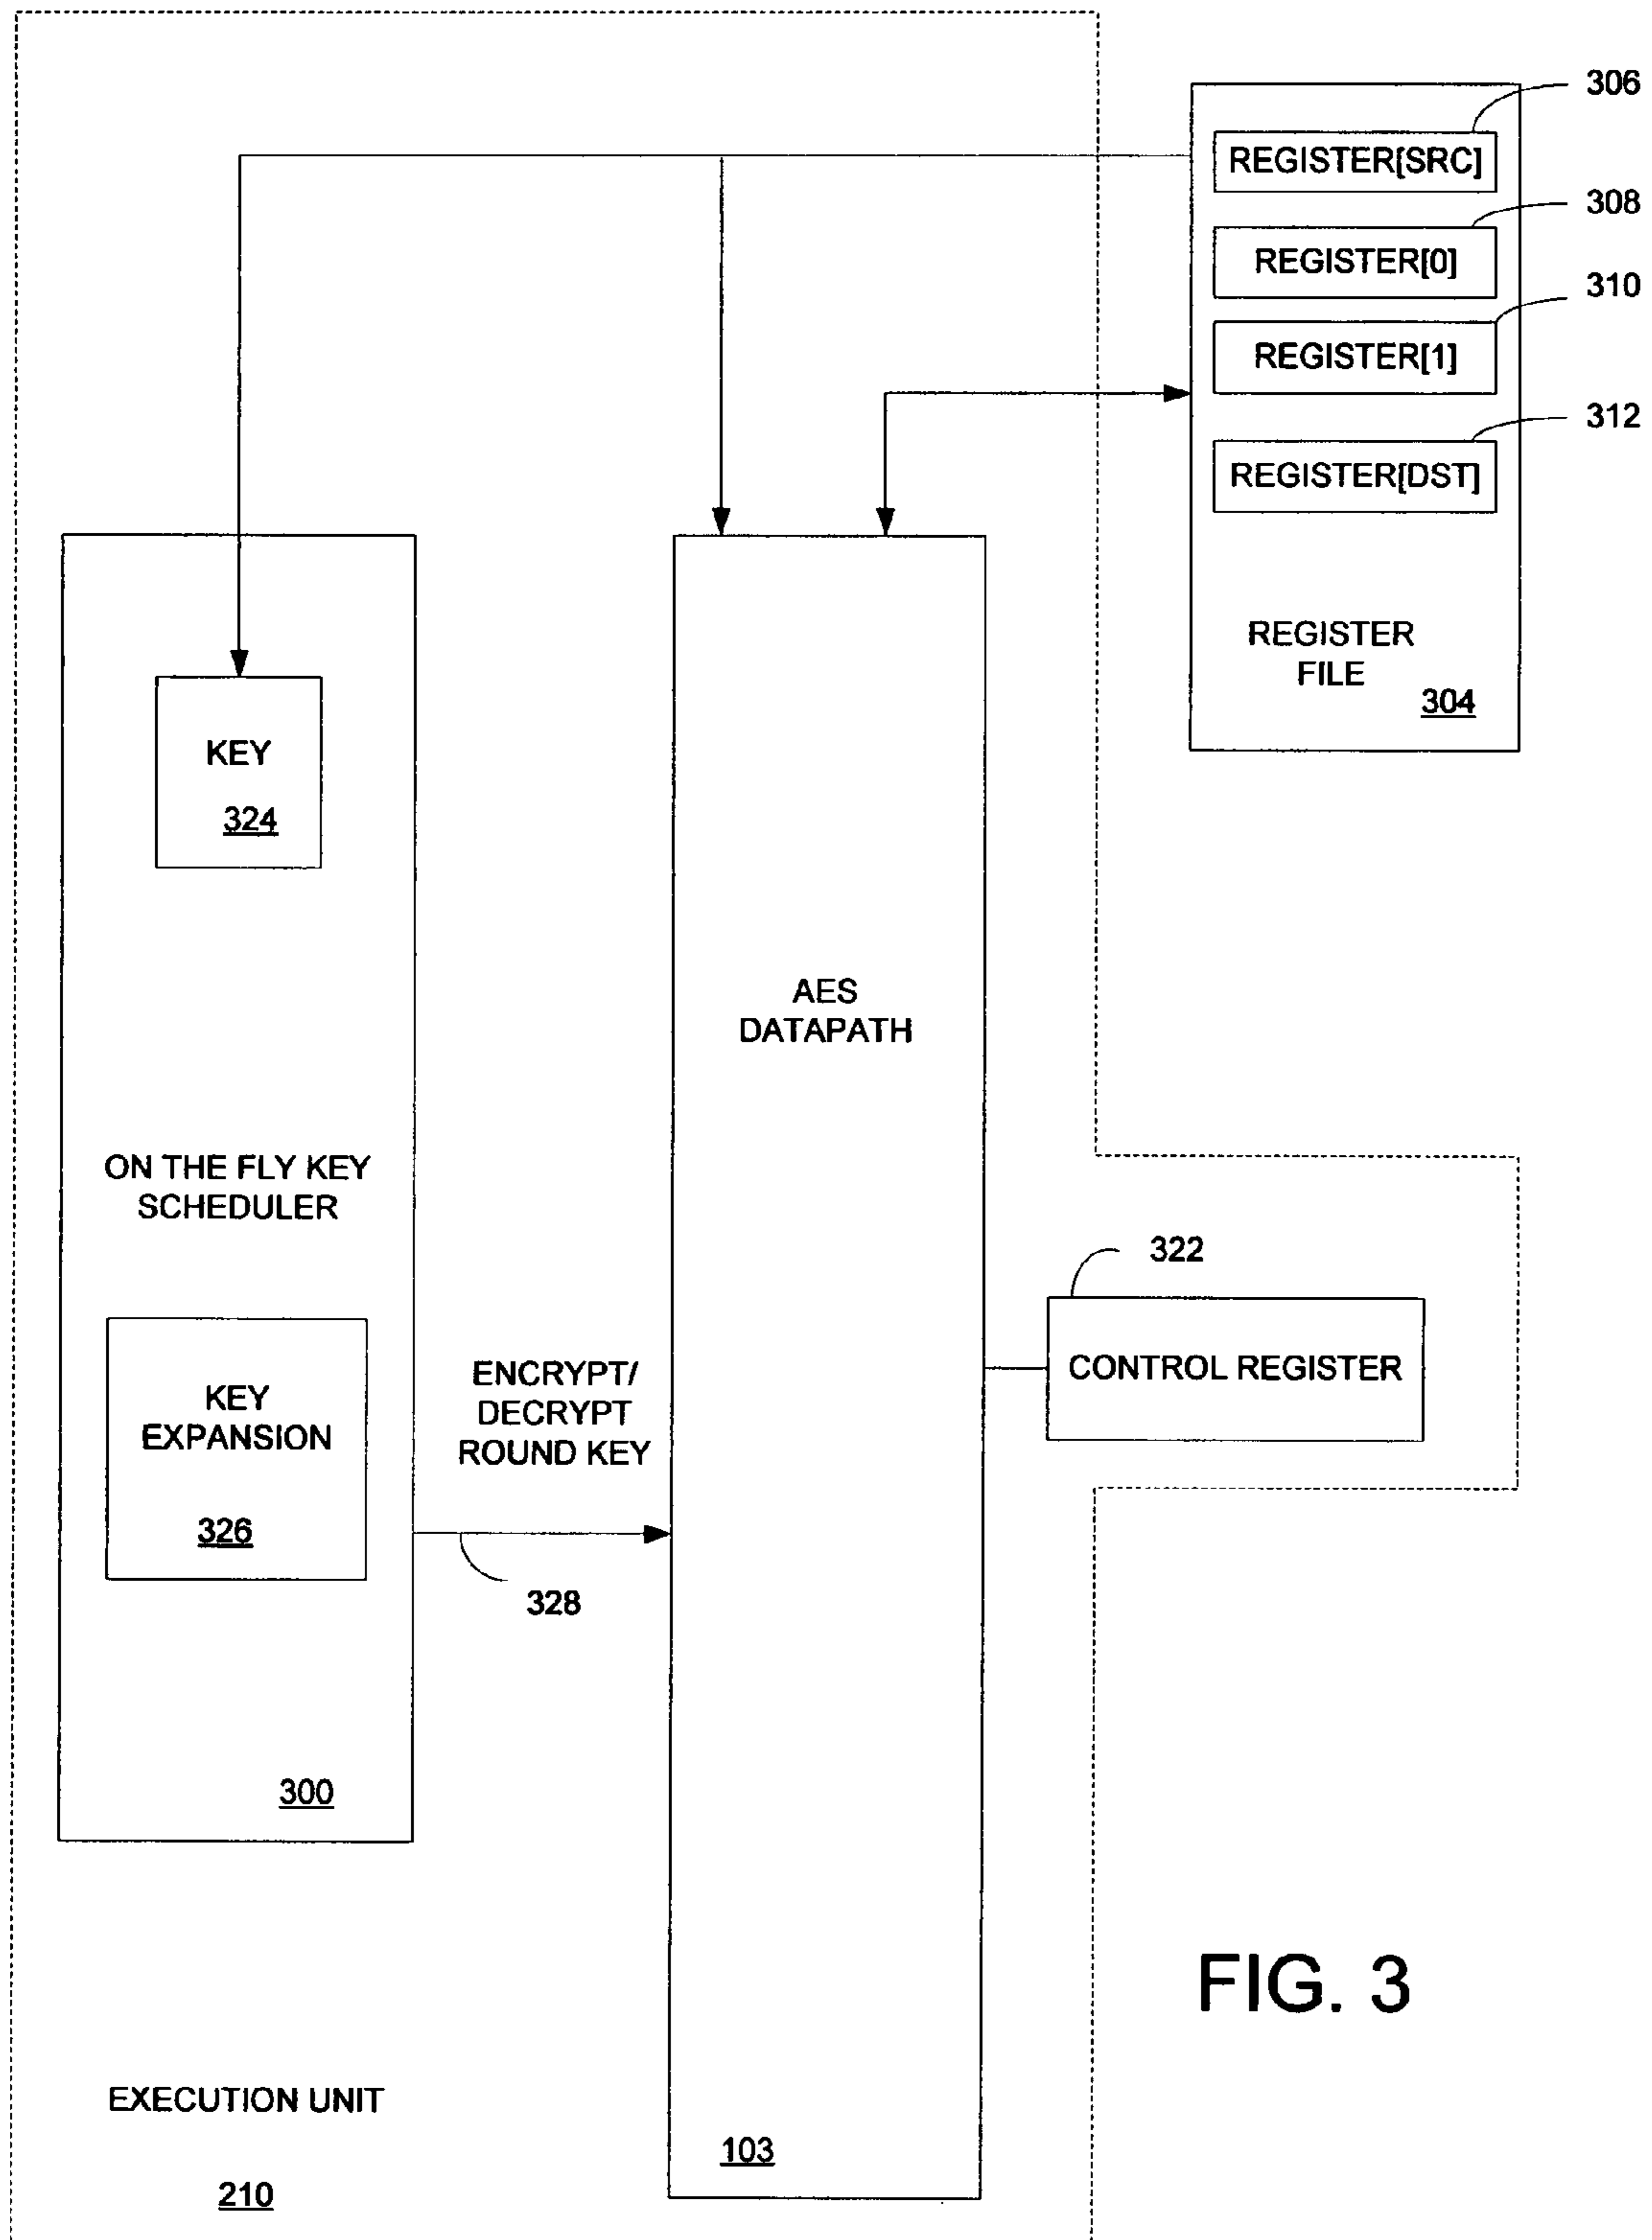 306
REGISTER[SRC]
308
REGISTER[0]
310
REGISTER[1]
312
REGISTER[DST]
REGISTER
FILE
304
KEY
324
AES
DATAPATH
ON THE FLY KEY
SCHEDULER
322
CONTROL REGISTER
KEY
EXPANSION
326
ENCRYPT/
DECRYPT
ROUND KEY
328
300
FIG. 3
EXECUTION UNIT
210
103